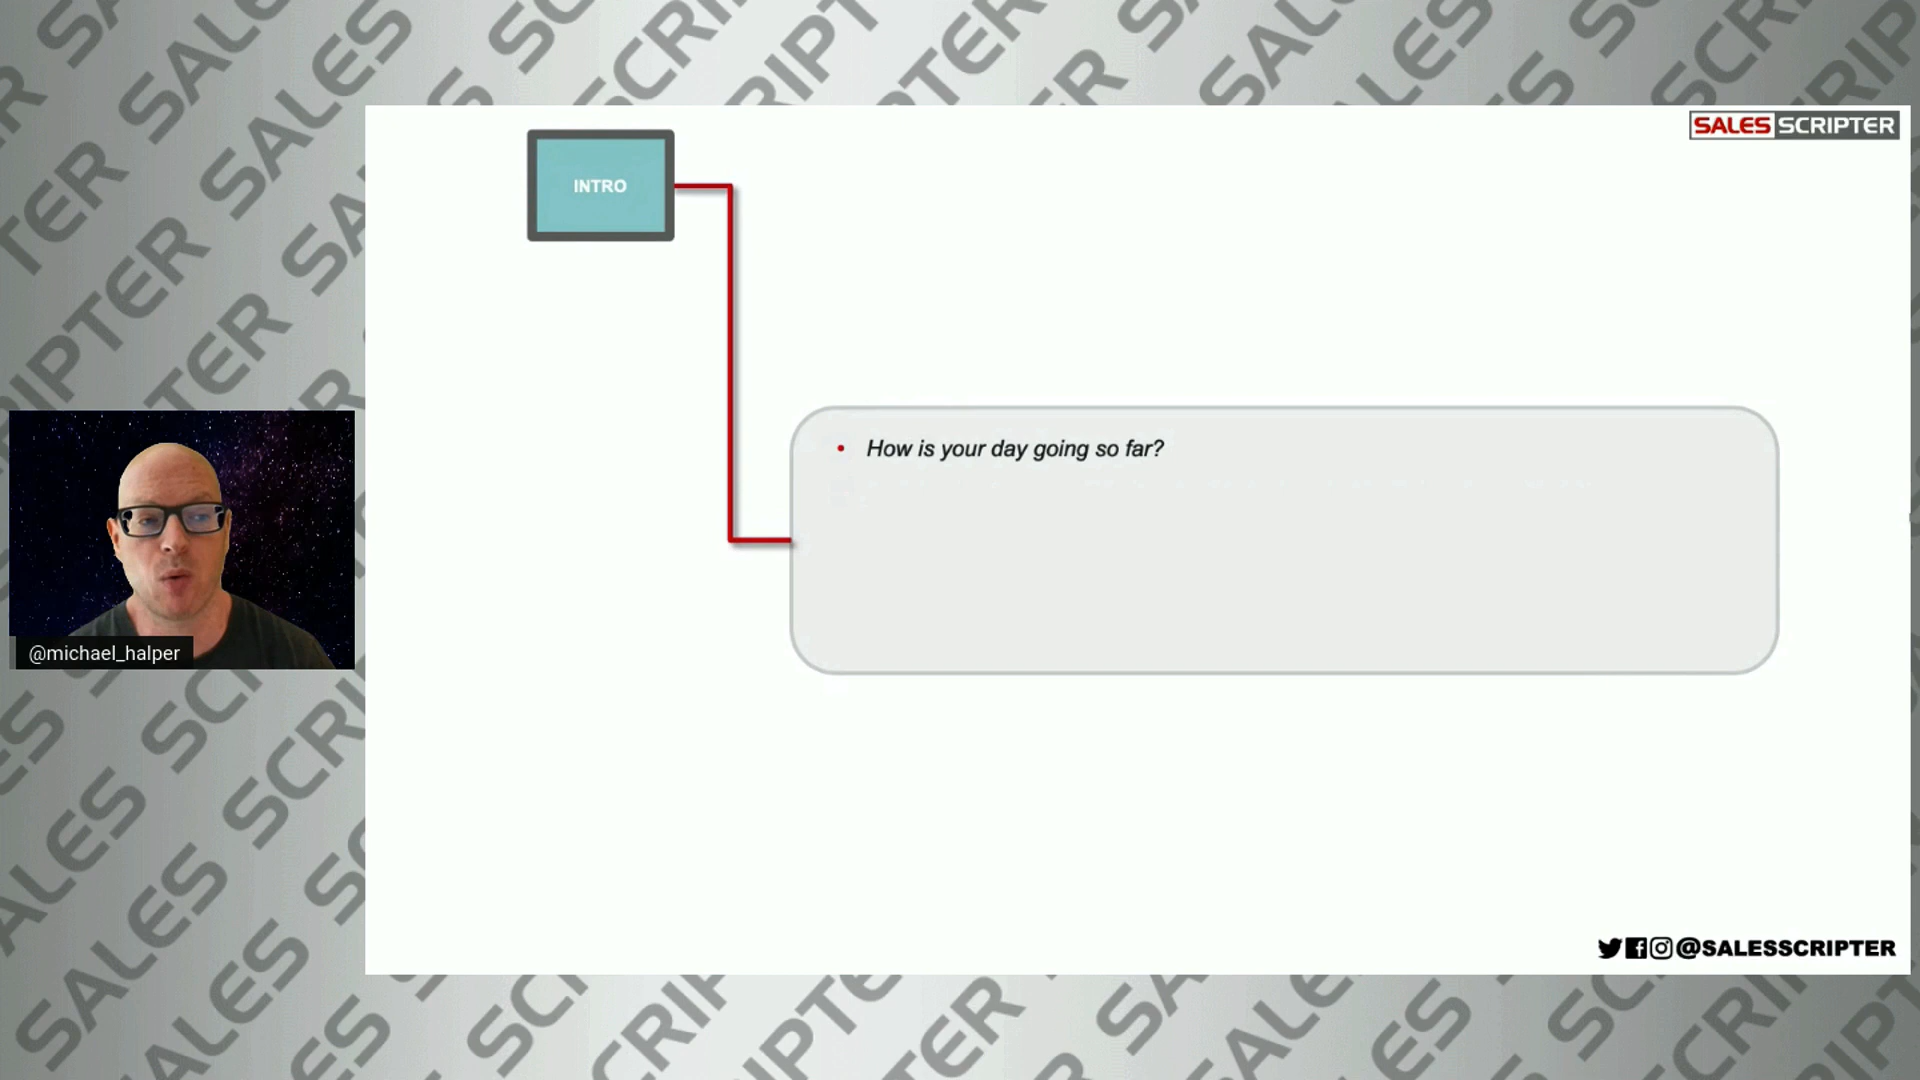 SALES SCRIPTER
INTRO
• How is your day going so far?
@michael_halper
@SALESSCRIPTER